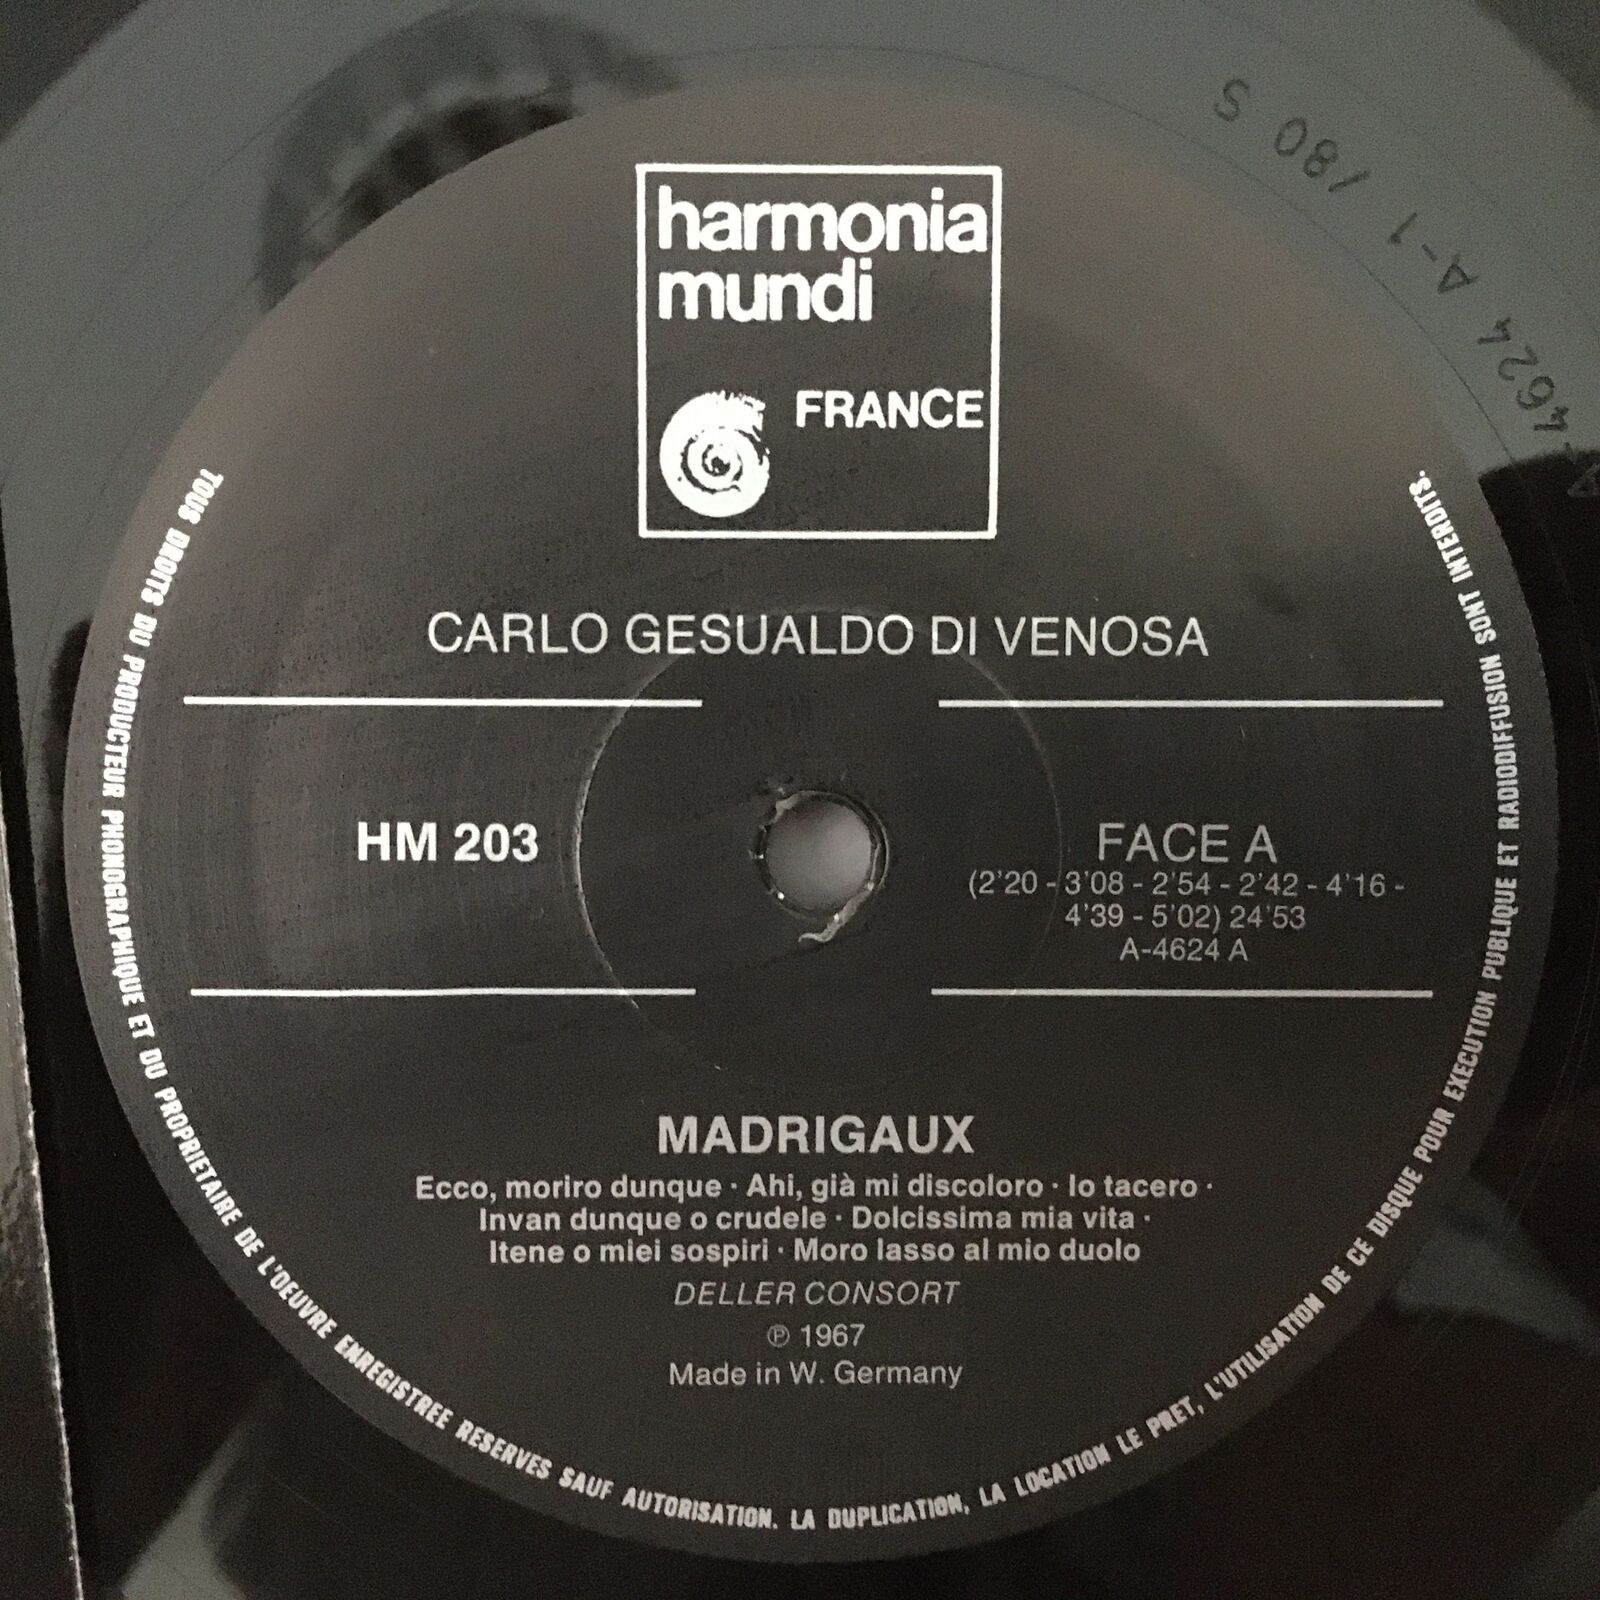 harmonia
mundi
FRANCE
CARLO GESUALDO DI VENOSA
HM 203
FACE A
(2'20 - 3'08 - 2'54 - 2'42 - 4'16 -
4'39 - 5'02) 24'53
A-4624 A
MADRIGAUX
Ecco, moriro dunque · Ahi, già mi discoloro · Io tacero ·
Invan dunque o crudele · Dolcissima mia vita ·
Itene o miei sospiri · Moro lasso al mio duolo
DELLER CONSORT
℗ 1967
Made in W. Germany
TOUS DROITS DU PRODUCTEUR PHONOGRAPHIQUE ET DU PROPRIETAIRE DE L'OEUVRE ENREGISTREE RESERVES SAUF AUTORISATION. LA DUPLICATION, LA LOCATION LE PRET, L'UTILISATION DE CE DISQUE POUR EXECUTION PUBLIQUE ET RADIODIFFUSION SONT INTERDITS.
A-4624 A-1 /80 S